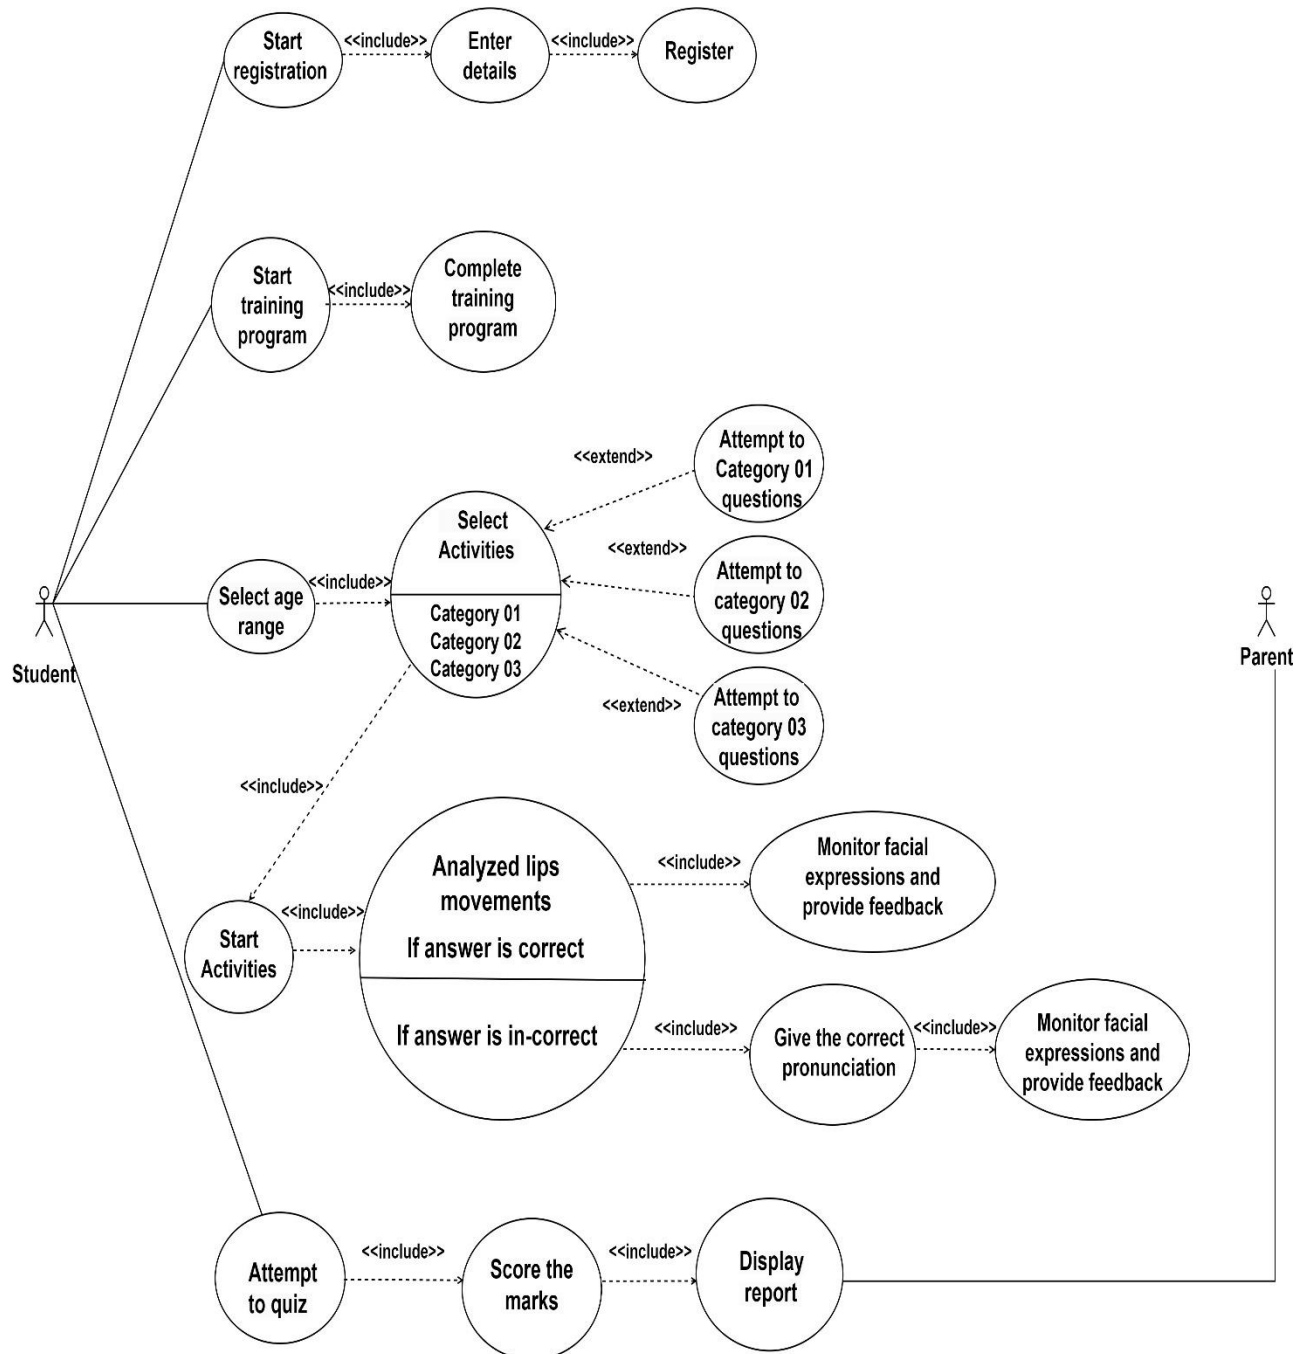 Start
registration
<<include>>
Enter
details
<<include>>
Register
Start
training
program
<<include>>
Complete
training
program
Select age
range
<<include>>
Select
Activities
Category 01
Category 02
Category 03
<<extend>>
Attempt to
Category 01
questions
<<extend>>
Attempt to
category 02
questions
<<extend>>
Attempt to
category 03
questions
Student
Parent
<<include>>
Start
Activities
<<include>>
Analyzed lips
movements
If answer is correct
If answer is in-correct
<<include>>
Monitor facial
expressions and
provide feedback
<<include>>
Give the correct
pronunciation
<<include>>
Monitor facial
expressions and
provide feedback
Attempt
to quiz
<<include>>
Score the
marks
<<include>>
Display
report